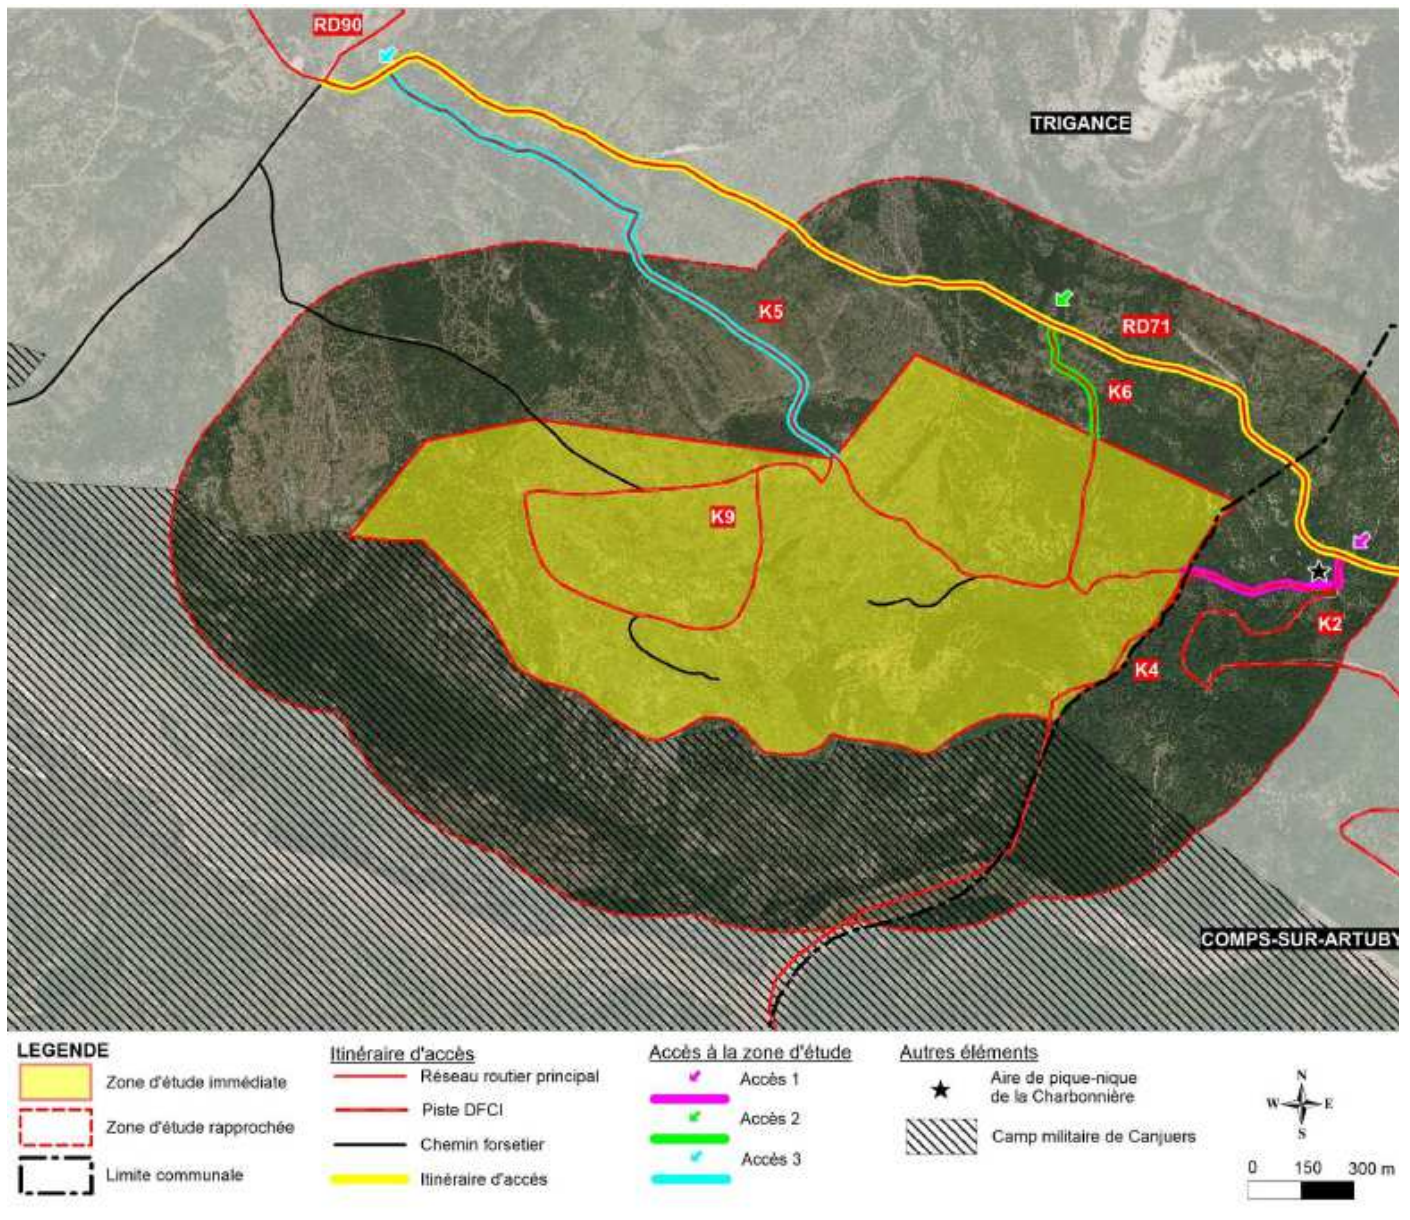 RD90
TRIGANCE
K5
RD71
K6
K9
K2
K4
COMPS-SUR-ARTUBY
LEGENDE
Zone d'étude immédiate
Zone d'étude rapprochée
Limite communale
Itinéraire d'accès
Réseau routier principal
Piste DFCI
Chemin forsetier
Itinéraire d'accès
Accès à la zone d'étude
Accès 1
Accès 2
Accès 3
Autres éléments
Aire de pique-nique
de la Charbonnière
Camp militaire de Canjuers
N
W E
S
0 150 300 m